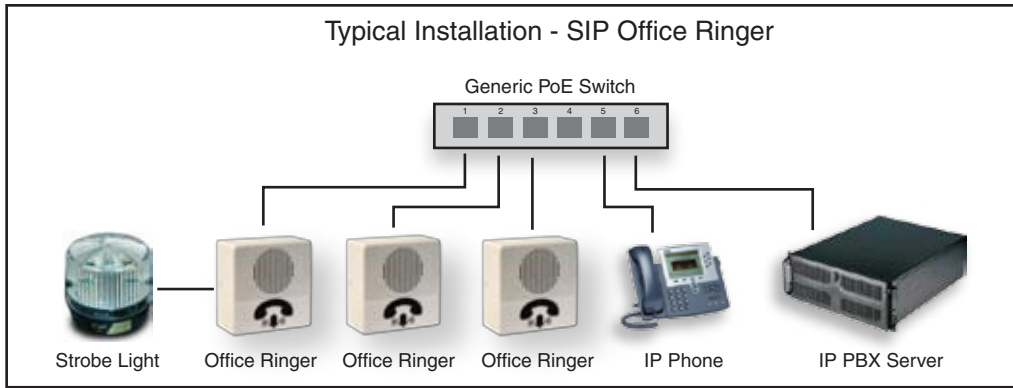 Typical Installation - SIP Office Ringer
Generic PoE Switch
1 2 3 4 5 6
Strobe Light Office Ringer Office Ringer Office Ringer IP Phone IP PBX Server